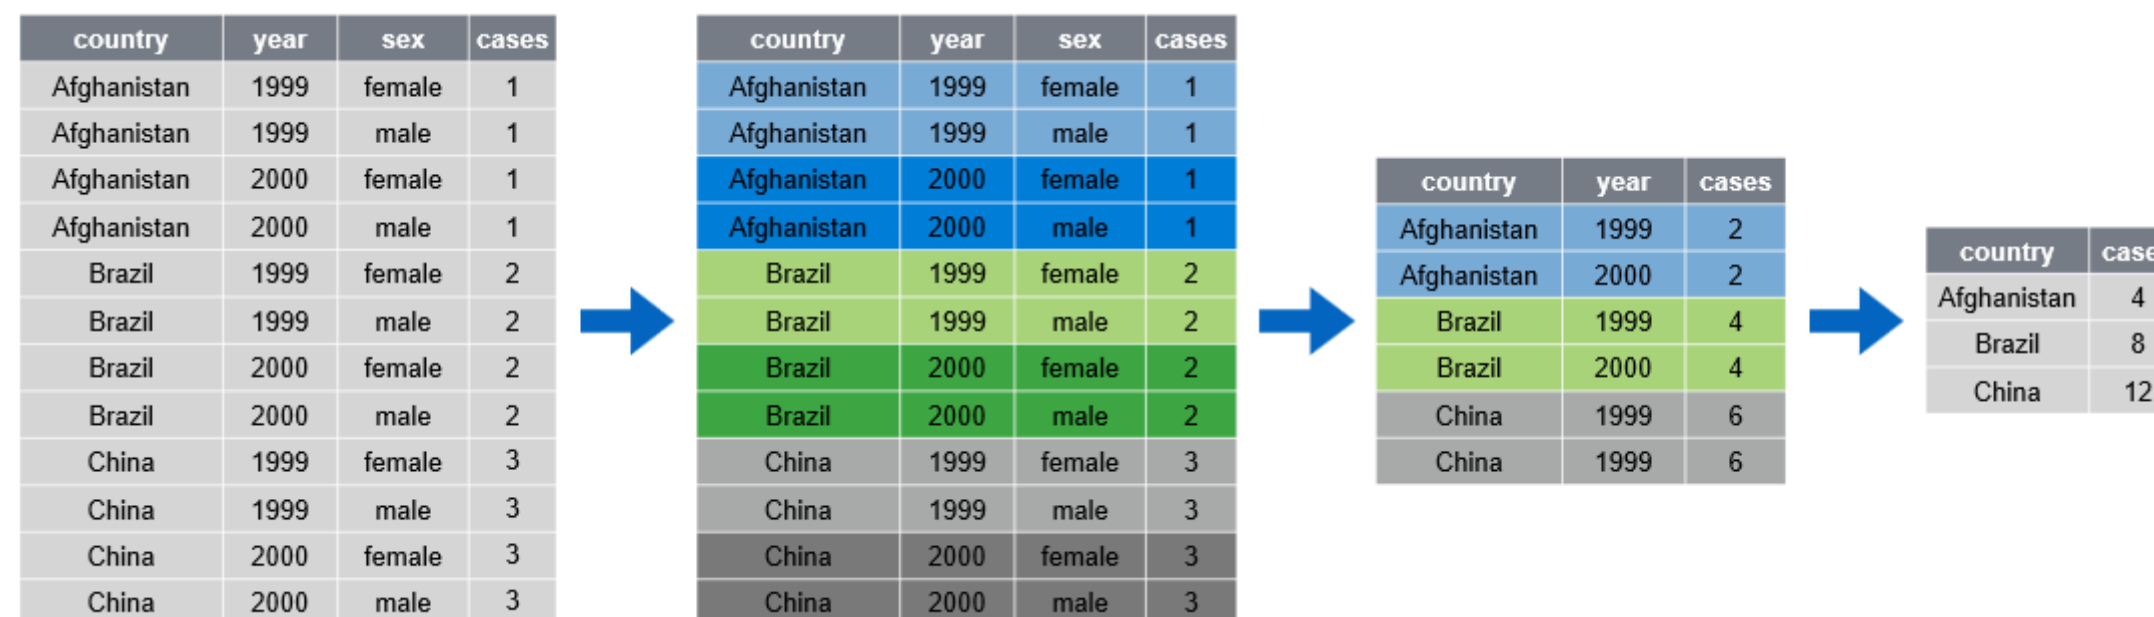 country year sex cases
Afghanistan 1999 female 1
Afghanistan 1999 male 1
Afghanistan 2000 female 1
Afghanistan 2000 male 1
Brazil 1999 female 2
Brazil 1999 male 2
Brazil 2000 female 2
Brazil 2000 male 2
China 1999 female 3
China 1999 male 3
China 2000 female 3
China 2000 male 3
country year sex cases
Afghanistan 1999 female 1
Afghanistan 1999 male 1
Afghanistan 2000 female 1
Afghanistan 2000 male 1
Brazil 1999 female 2
Brazil 1999 male 2
Brazil 2000 female 2
Brazil 2000 male 2
China 1999 female 3
China 1999 male 3
China 2000 female 3
China 2000 male 3
country year cases
Afghanistan 1999 2
Afghanistan 2000 2
Brazil 1999 4
Brazil 2000 4
China 1999 6
China 1999 6
country
Afghanistan 4
Brazil 8
China 12